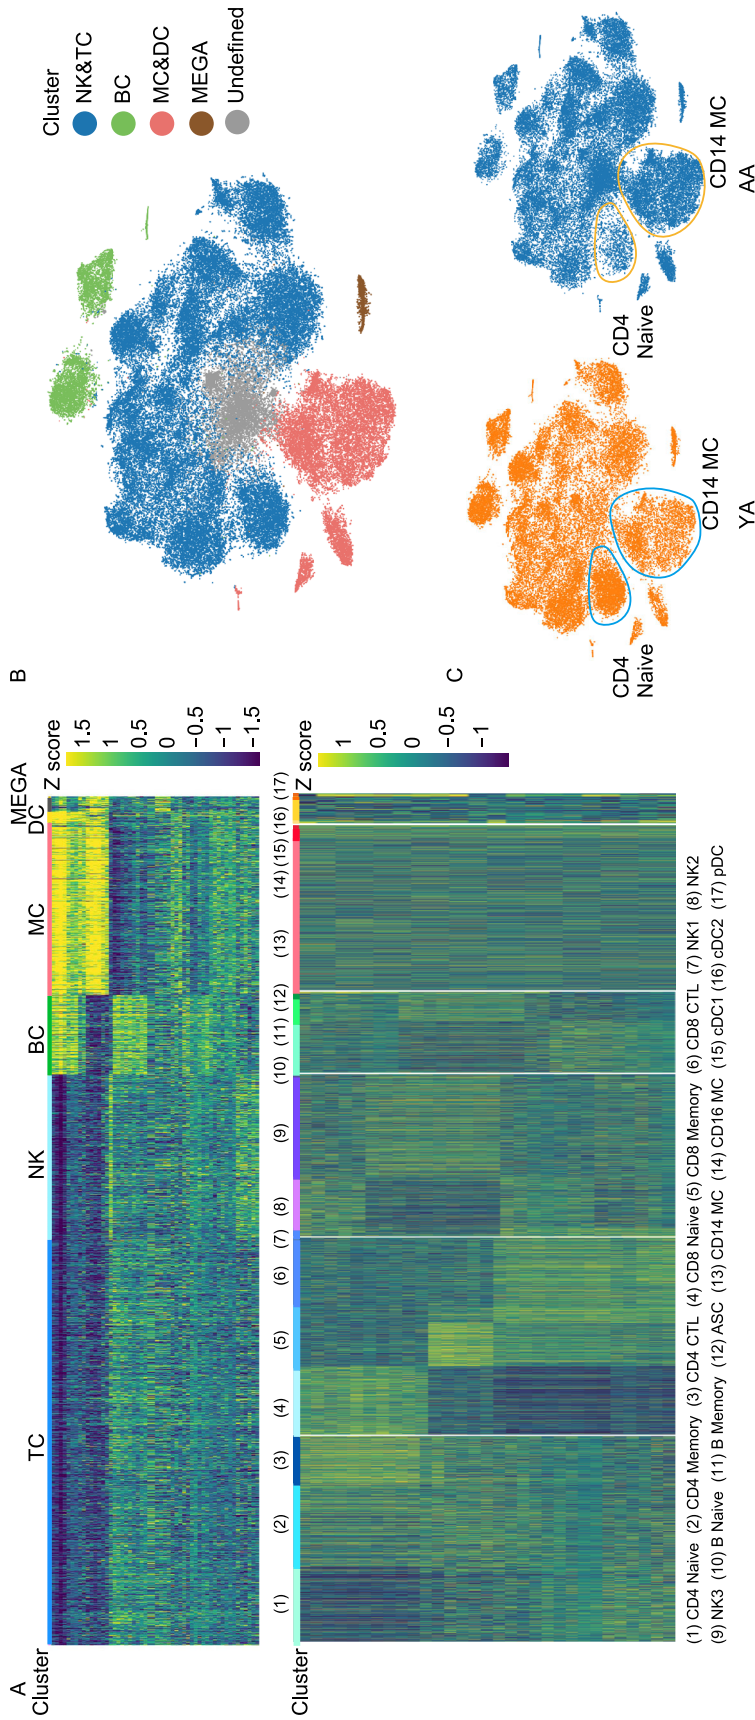 A
Cluster
TC
NK
BC
MC
DC
MEGA
Z score
1.5
1
0.5
0
−0.5
−1
−1.5
Cluster
(1)
(2)
(3)
(4)
(5)
(6)
(7)
(8)
(9)
(10)
(11)
(12)
(13)
(14)
(15)
(16)
(17)
Z score
1
0.5
0
−0.5
−1
(1) CD4 Naive (2) CD4 Memory (3) CD4 CTL (4) CD8 Naive (5) CD8 Memory (6) CD8 CTL (7) NK1 (8) NK2
(9) NK3 (10) B Naive (11) B Memory (12) ASC (13) CD14 MC (14) CD16 MC (15) cDC1 (16) cDC2 (17) pDC
B
Cluster
NK&TC
BC
MC&DC
MEGA
Undefined
C
CD4
Naive
CD14 MC
YA
CD4
Naive
CD14 MC
AA